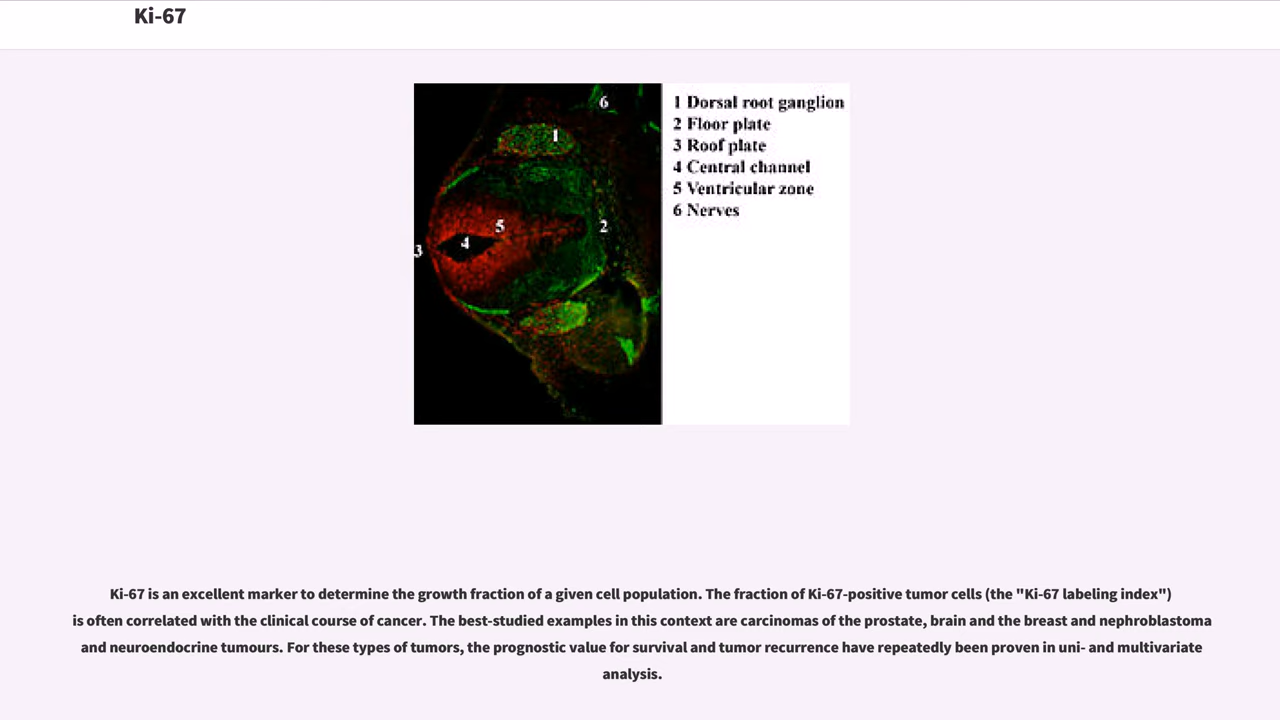 Ki-67
6
1
5
2
4
3
1 Dorsal root ganglion
2 Floor plate
3 Roof plate
4 Central channel
5 Ventricular zone
6 Nerves
Ki-67 is an excellent marker to determine the growth fraction of a given cell population. The fraction of Ki-67-positive tumor cells (the "Ki-67 labeling index")
is often correlated with the clinical course of cancer. The best-studied examples in this context are carcinomas of the prostate, brain and the breast and nephroblastoma
and neuroendocrine tumours. For these types of tumors, the prognostic value for survival and tumor recurrence have repeatedly been proven in uni- and multivariate
analysis.